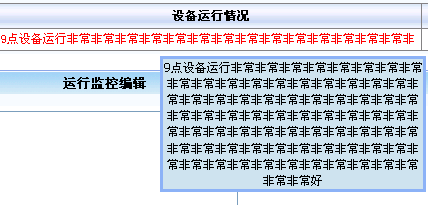 设备运行情况
9点设备运行非常非常非常非常非常非常非常非常非常非常非常非常非常非常非
运行监控编辑
9点设备运行非常非常非常非常非常非常非常非常
非常非常非常非常非常非常非常非常非常非常非
常非常非常非常非常非常非常非常非常非常非常
非常非常非常非常非常非常非常非常非常非常非
常非常非常非常非常非常非常非常非常非常非常
非常非常非常非常非常非常非常非常非常非常非
常非常非常非常非常非常非常非常非常非常非常
非常非常好